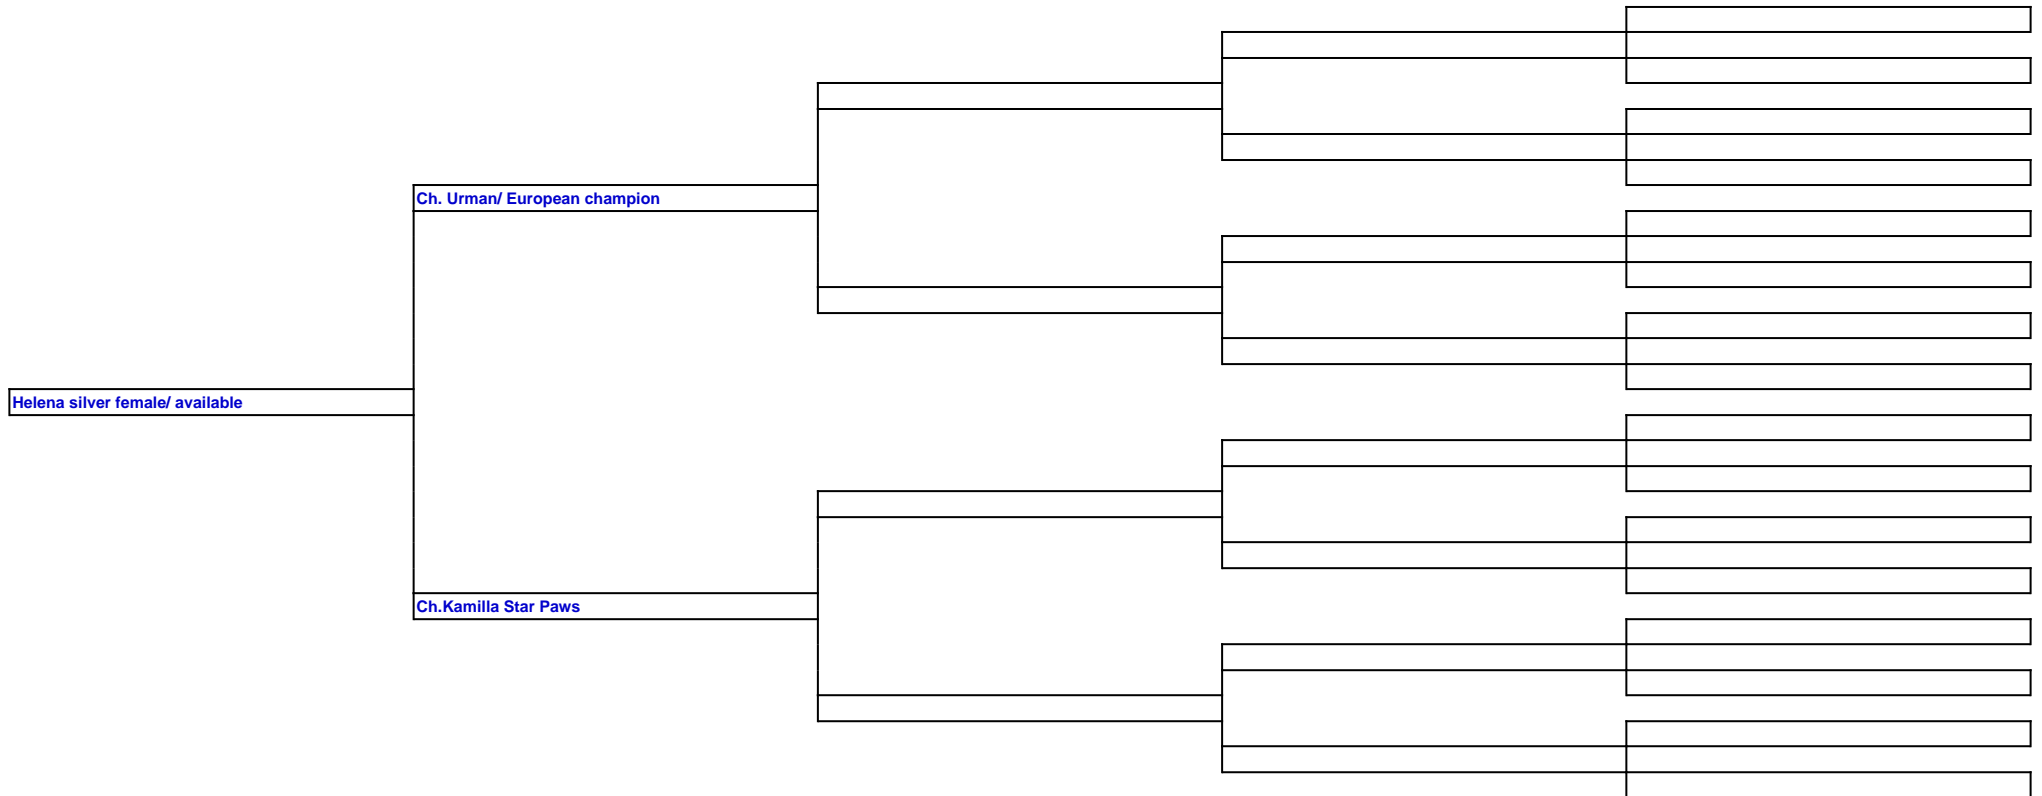 Ch. Urman/ European champion
Helena silver female/ available
Ch.Kamilla Star Paws